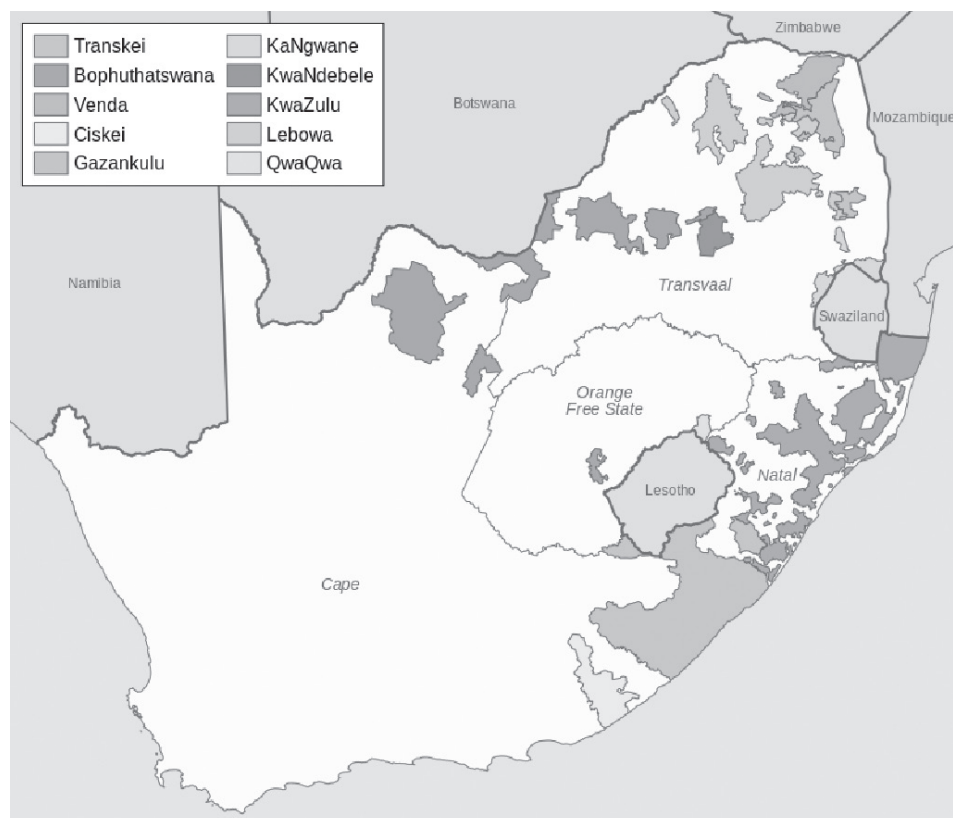 Transkei
Bophuthatswana
Venda
Ciskei
Gazankulu
KaNgwane
KwaNdebele
KwaZulu
Lebowa
QwaQwa
Zimbabwe
Botswana
Mozambique
Namibia
Transvaal
Swaziland
Orange
Free State
Natal
Lesotho
Cape